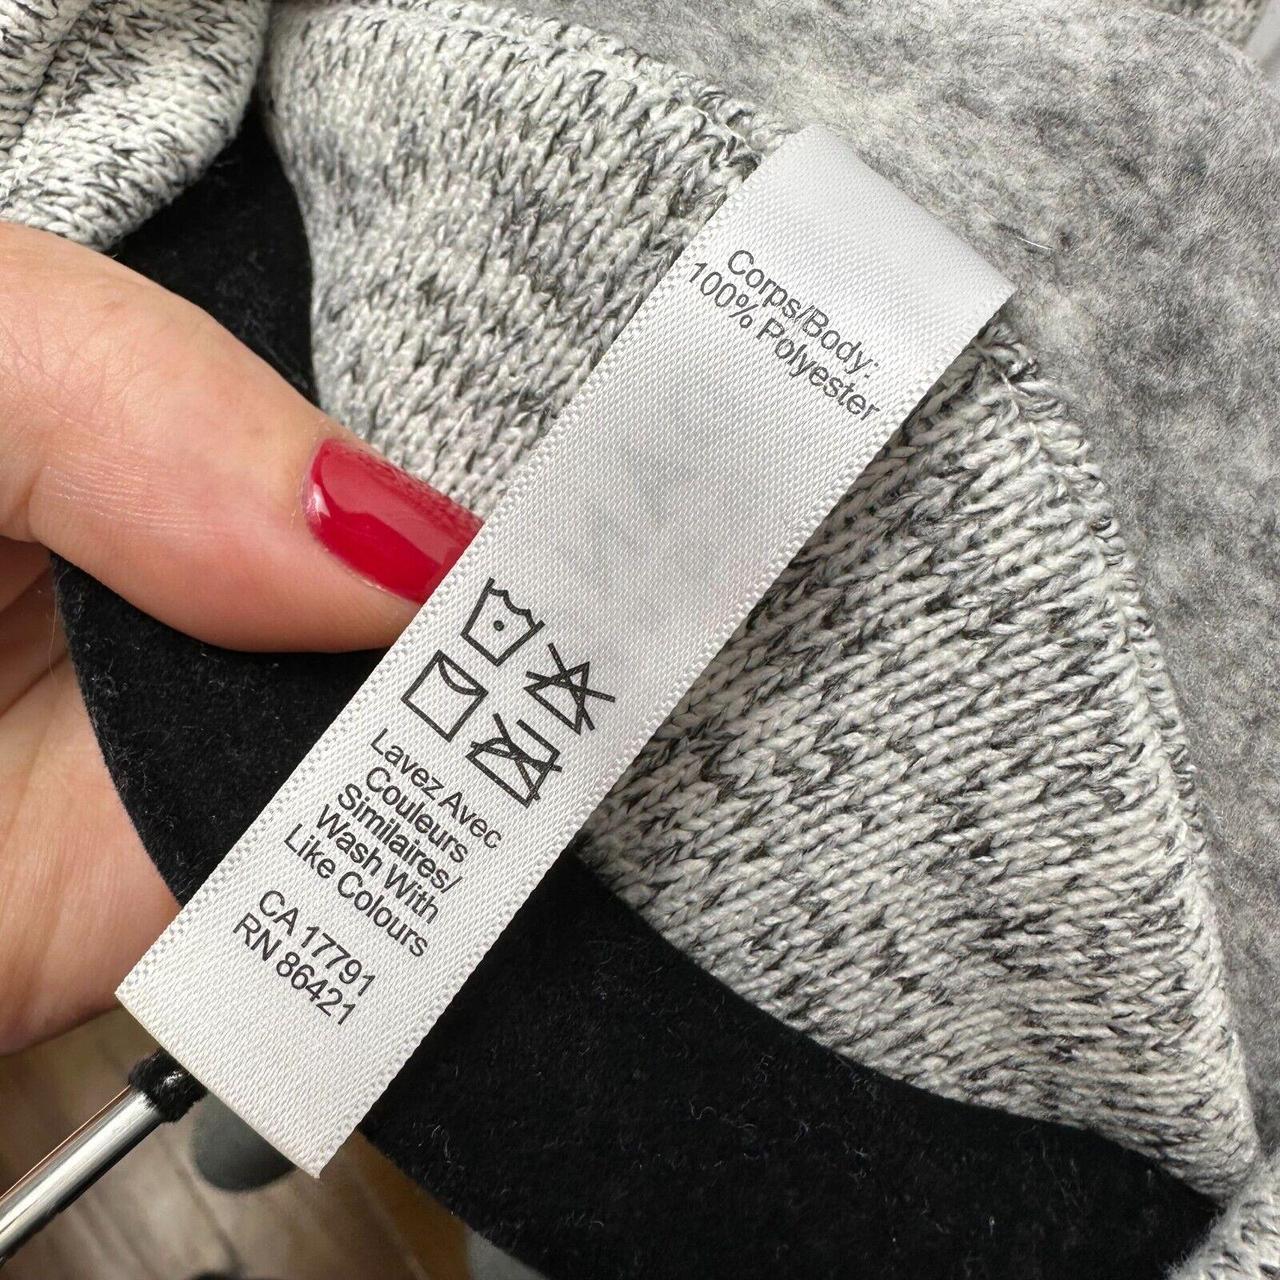 Corps/Body:
100% Polyester
Lavez Avec
Couleurs
Similaires/
Wash With
Like Colours
CA 17791
RN 86421